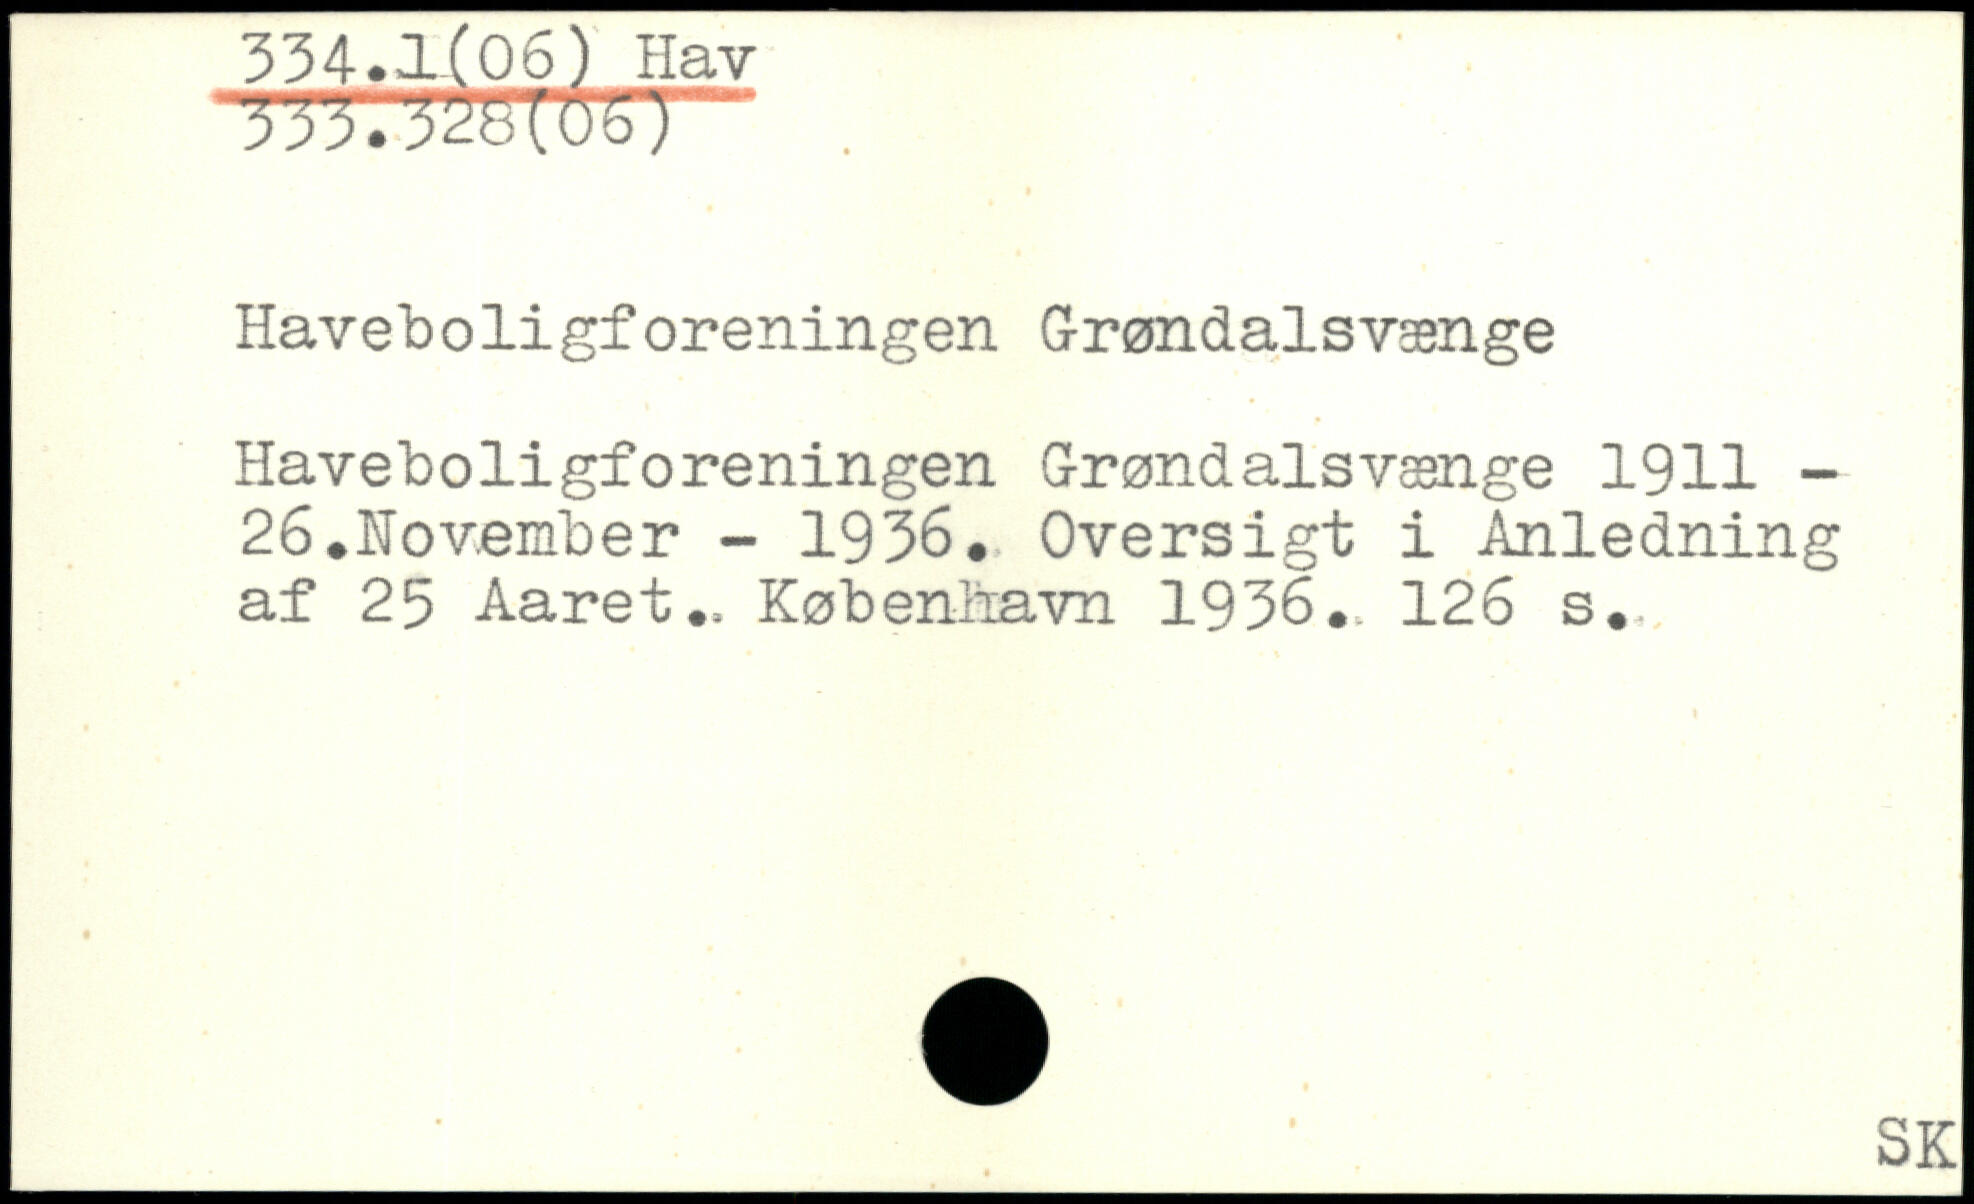 334.1(06) Hav
333.328(06)
Haveboligforeningen Grøndalsvænge
Haveboligforeningen Grøndalsvænge 1911 -
26.November - 1936. Oversigt i Anledning
af 25 Aaret. København 1936. 126 s.
SK